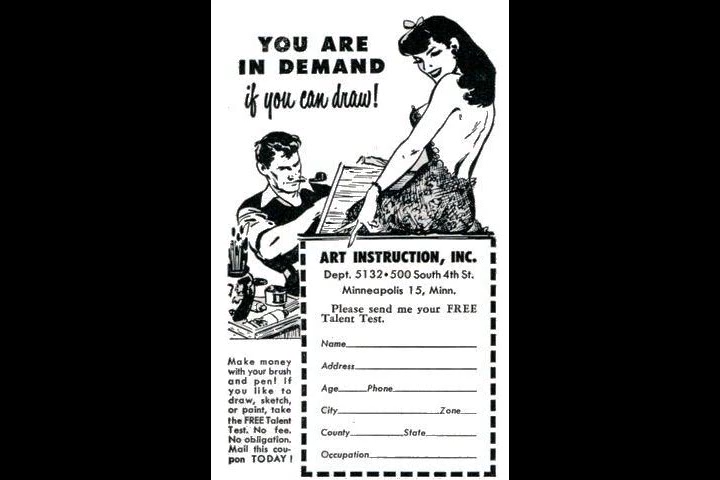 YOU ARE
IN DEMAND
if you can draw!
ART INSTRUCTION, INC.
Dept. 5132 • 500 South 4th St.
Minneapolis 15, Minn.
Please send me your FREE
Talent Test.
Name
Address
Age Phone
City Zone
County State
Occupation
Make money
with your brush
and pen! If
you like to
draw, sketch,
or paint, take
the FREE Talent
Test. No fee.
No obligation.
Mail this cou-
pon TODAY!